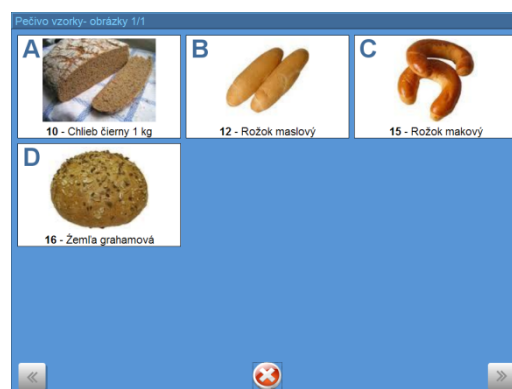 Pečivo vzorky- obrázky 1/1
A
10 - Chlieb čierny 1 kg
B
12 - Rožok maslový
C
15 - Rožok makový
D
16 - Žemľa grahamová